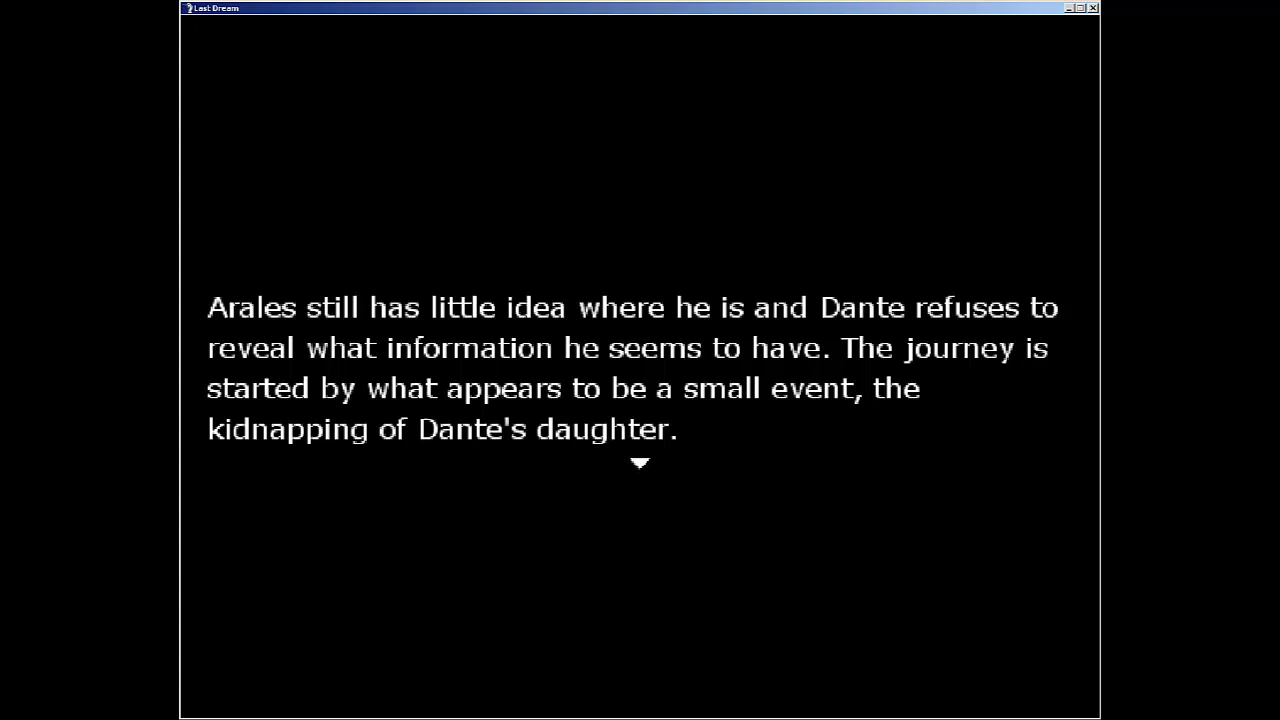 Last Dream
Arales still has little idea where he is and Dante refuses to
reveal what information he seems to have. The journey is
started by what appears to be a small event, the
kidnapping of Dante's daughter.